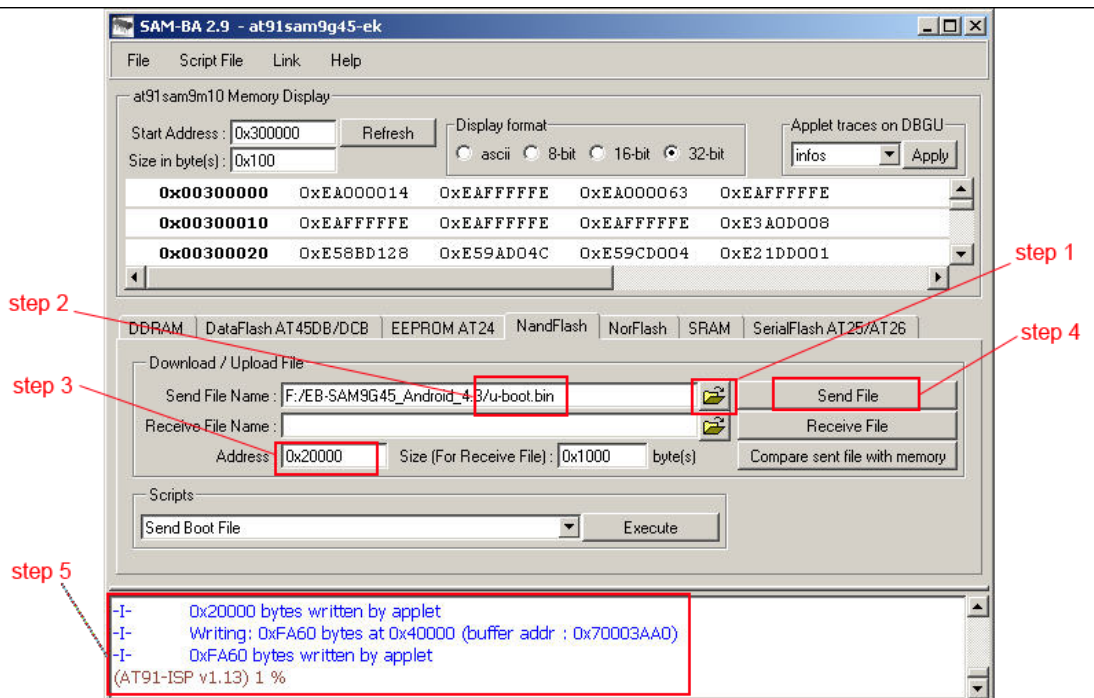 SAM-BA 2.9 - at91sam9g45-ek
File Script File Link Help
at91sam9m10 Memory Display
Start Address : 0x300000 Refresh
Size in byte(s) : 0x100
Display format
ascii 8-bit 16-bit 32-bit
Applet traces on DBGU
infos Apply
0x00300000 0xEA000014 0xEAFFFFFE 0xEA000063 0xEAFFFFFE
0x00300010 0xEAFFFFFE 0xEAFFFFFE 0xEAFFFFFE 0xE3A0D008
0x00300020 0xE58BD128 0xE59AD04C 0xE59CD004 0xE21DD001
step 1
step 2
DDRAM DataFlash AT45DB/DCB EEPROM AT24 NandFlash NorFlash SRAM SerialFlash AT25/AT26
step 4
Download / Upload File
step 3
Send File Name : F:/EB-SAM9G45_Android_4.3/u-boot.bin Send File
Receive File Name : Receive File
Address 0x20000 Size (For Receive File) : 0x1000 byte(s) Compare sent file with memory
Scripts
Send Boot File Execute
step 5
-I- 0x20000 bytes written by applet
-I- Writing: 0xFA60 bytes at 0x40000 (buffer addr : 0x70003AA0)
-I- 0xFA60 bytes written by applet
(AT91-ISP v1.13) 1 %